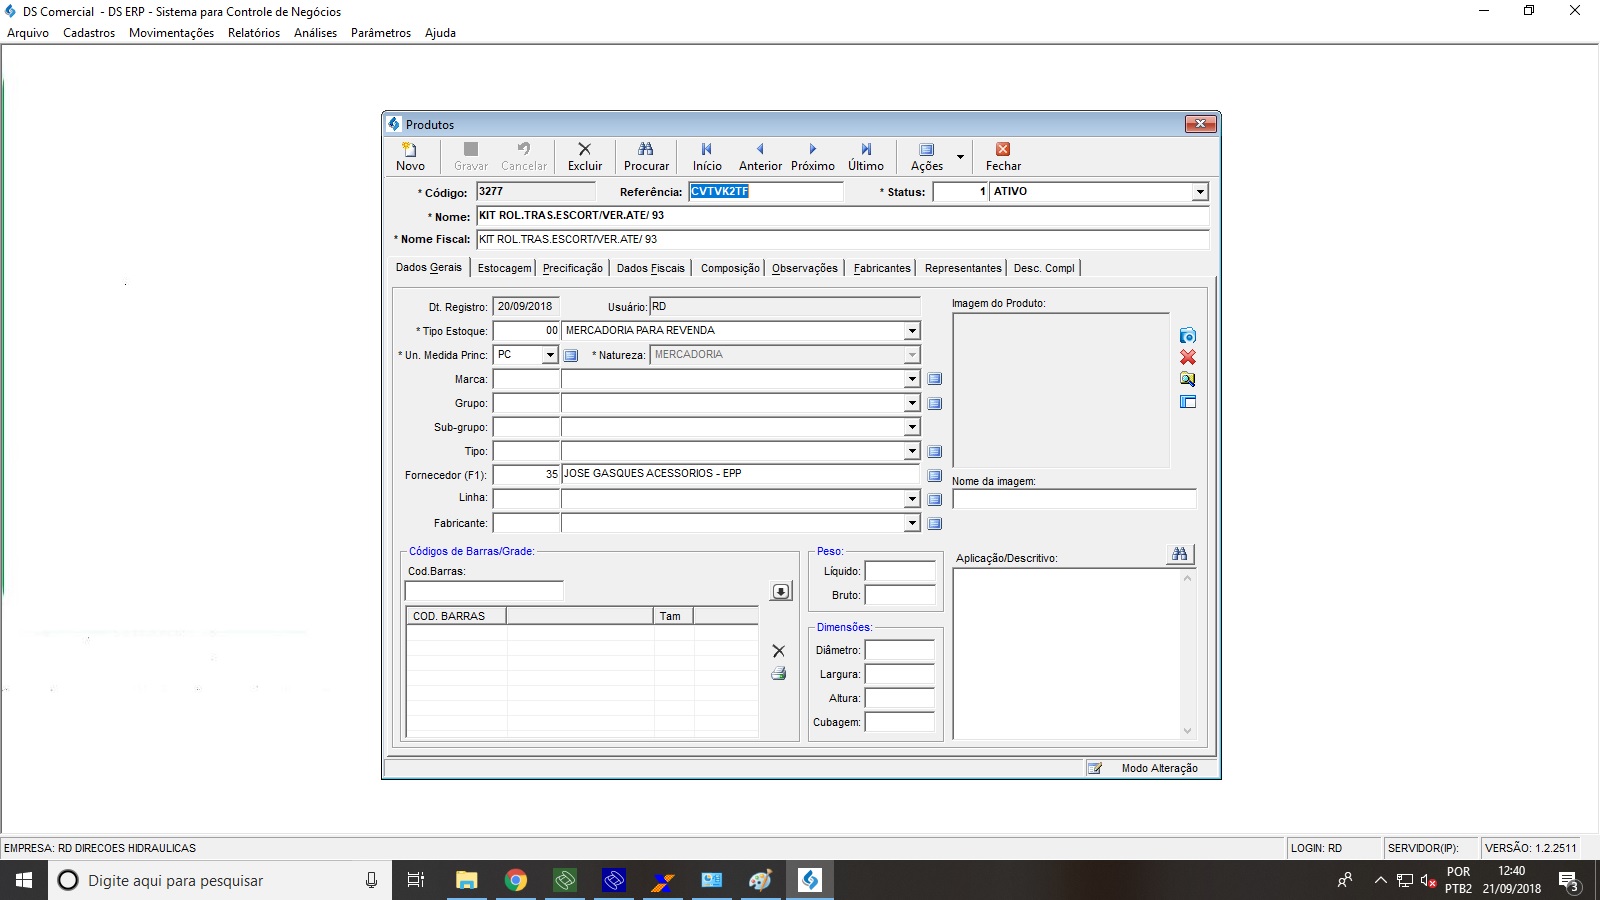 DS Comercial - DS ERP - Sistema para Controle de Negócios
Arquivo Cadastros Movimentações Relatórios Análises Parâmetros Ajuda
Produtos
Novo Gravar Cancelar Excluir Procurar Início Anterior Próximo Último Ações Fechar
* Código: 3277 Referência: CVTVK2TF * Status: 1 ATIVO
* Nome: KIT ROL.TRAS.ESCORT/VER.ATE/ 93
* Nome Fiscal: KIT ROL.TRAS.ESCORT/VER.ATE/ 93
Dados Gerais Estocagem Precificação Dados Fiscais Composição Observações Fabricantes Representantes Desc. Compl
Dt. Registro: 20/09/2018 Usuário: RD
* Tipo Estoque: 00 MERCADORIA PARA REVENDA
* Un. Medida Princ: PC * Natureza: MERCADORIA
Marca:
Grupo:
Sub-grupo:
Tipo:
Fornecedor (F1): 35 JOSE GASQUES ACESSORIOS - EPP
Linha:
Fabricante:
Imagem do Produto:
Nome da imagem:
Códigos de Barras/Grade:
Cod.Barras:
COD. BARRAS Tam
Peso:
Líquido:
Bruto:
Dimensões:
Diâmetro:
Largura:
Altura:
Cubagem:
Aplicação/Descritivo:
Modo Alteração
EMPRESA: RD DIRECOES HIDRAULICAS LOGIN: RD SERVIDOR(IP): VERSÃO: 1.2.2511
Digite aqui para pesquisar
POR
PTB2
12:40
21/09/2018
3